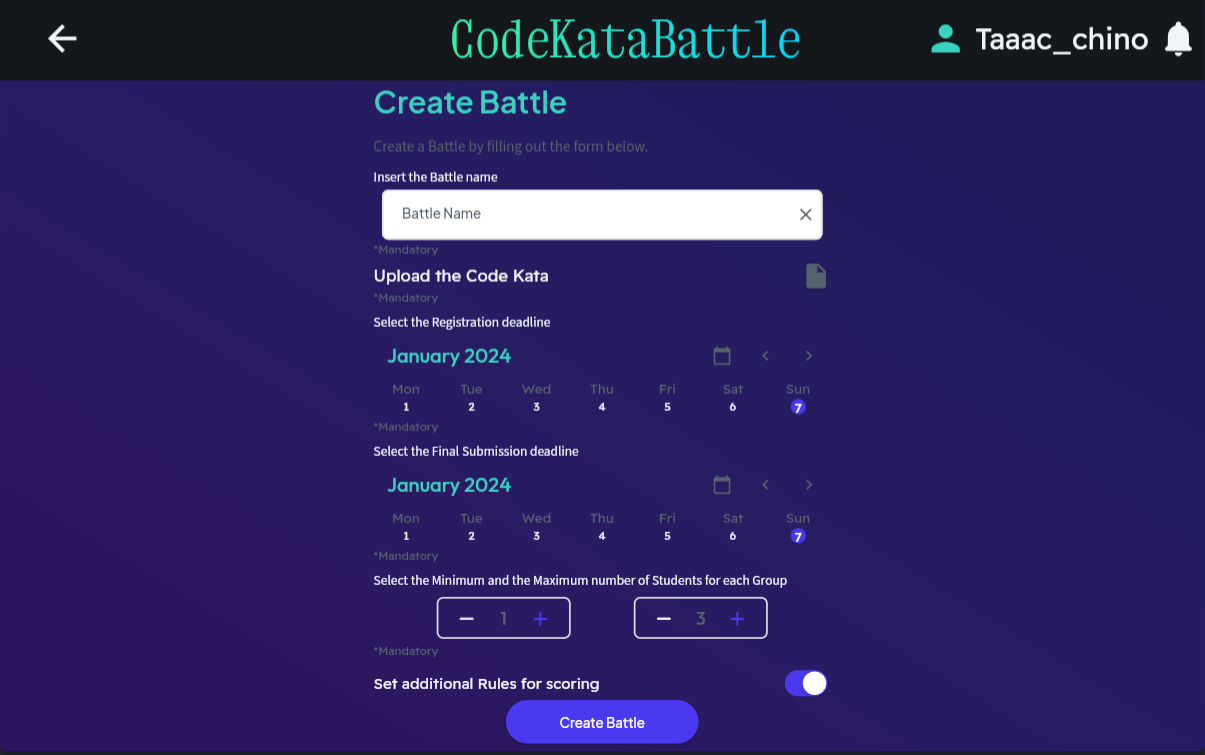 CodeKataBattle
Taaac_chino
Create Battle
Create a Battle by filling out the form below.
Insert the Battle name
Battle Name
*Mandatory
Upload the Code Kata
*Mandatory
Select the Registration deadline
January 2024
Mon Tue Wed Thu Fri Sat Sun
1 2 3 4 5 6 7
*Mandatory
Select the Final Submission deadline
January 2024
Mon Tue Wed Thu Fri Sat Sun
1 2 3 4 5 6 7
*Mandatory
Select the Minimum and the Maximum number of Students for each Group
− 1 + − 3 +
*Mandatory
Set additional Rules for scoring
Create Battle